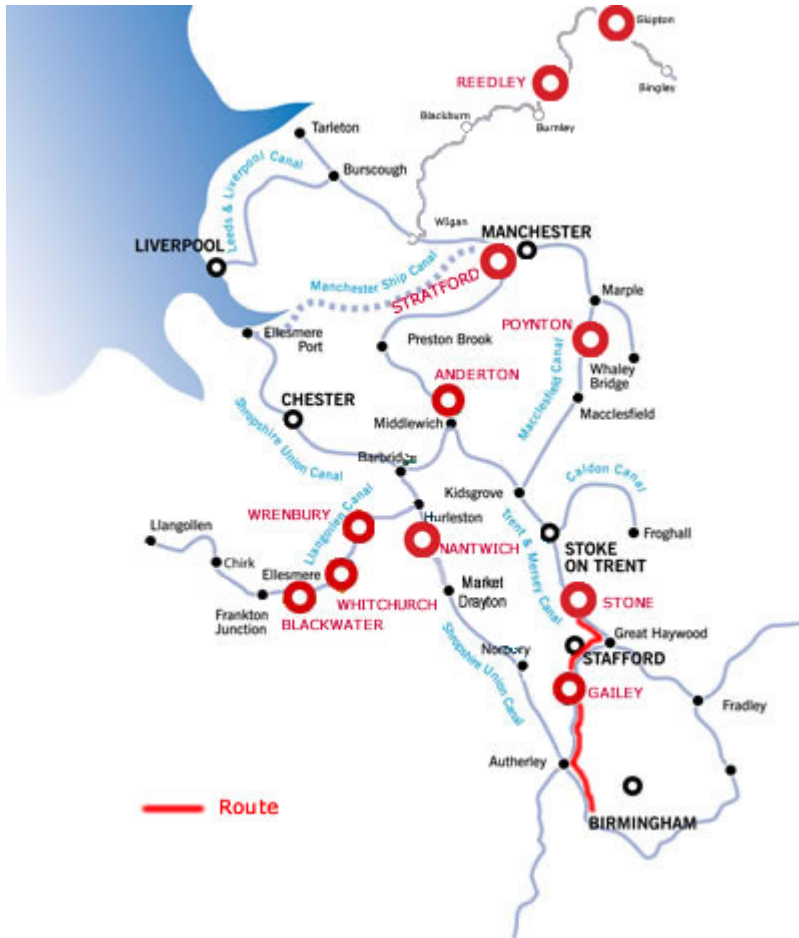 Skipton
REEDLEY
Bingley
Blackburn
Burnley
Tarleton
Leeds & Liverpool Canal
Burscough
Wigan
MANCHESTER
LIVERPOOL
Manchester Ship Canal
STRATFORD
Marple
Ellesmere
Port
Preston Brook
POYNTON
Whaley
Bridge
ANDERTON
Macclesfield Canal
CHESTER
Macclesfield
Shropshire Union Canal
Middlewich
Barbridge
Kidsgrove
Caldon Canal
Llangollen Canal
WRENBURY
Hurleston
Trent & Mersey Canal
Llangollen
NANTWICH
STOKE
ON TRENT
Froghall
Chirk
Ellesmere
WHITCHURCH
Market
Drayton
Frankton
Junction
BLACKWATER
STONE
Great Haywood
Norbury
STAFFORD
Shropshire Union Canal
GAILEY
Fradley
Autherley
Route
BIRMINGHAM